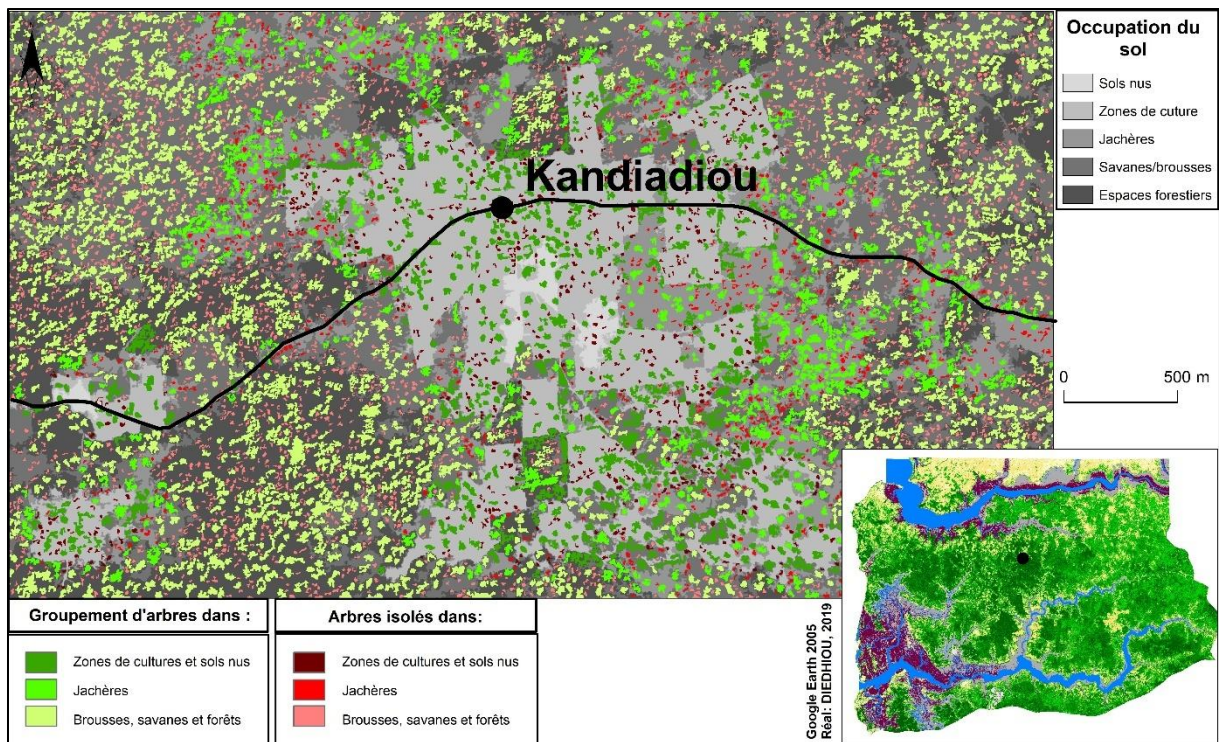 Occupation du
sol
Sols nus
Zones de cuture
Jachères
Savanes/brousses
Espaces forestiers
Kandiadiou
0 500 m
Groupement d'arbres dans :
Zones de cultures et sols nus
Jachères
Brousses, savanes et forêts
Arbres isolés dans:
Zones de cultures et sols nus
Jachères
Brousses, savanes et forêts
Google Earth 2005
Réal: DIEDHIOU, 2019